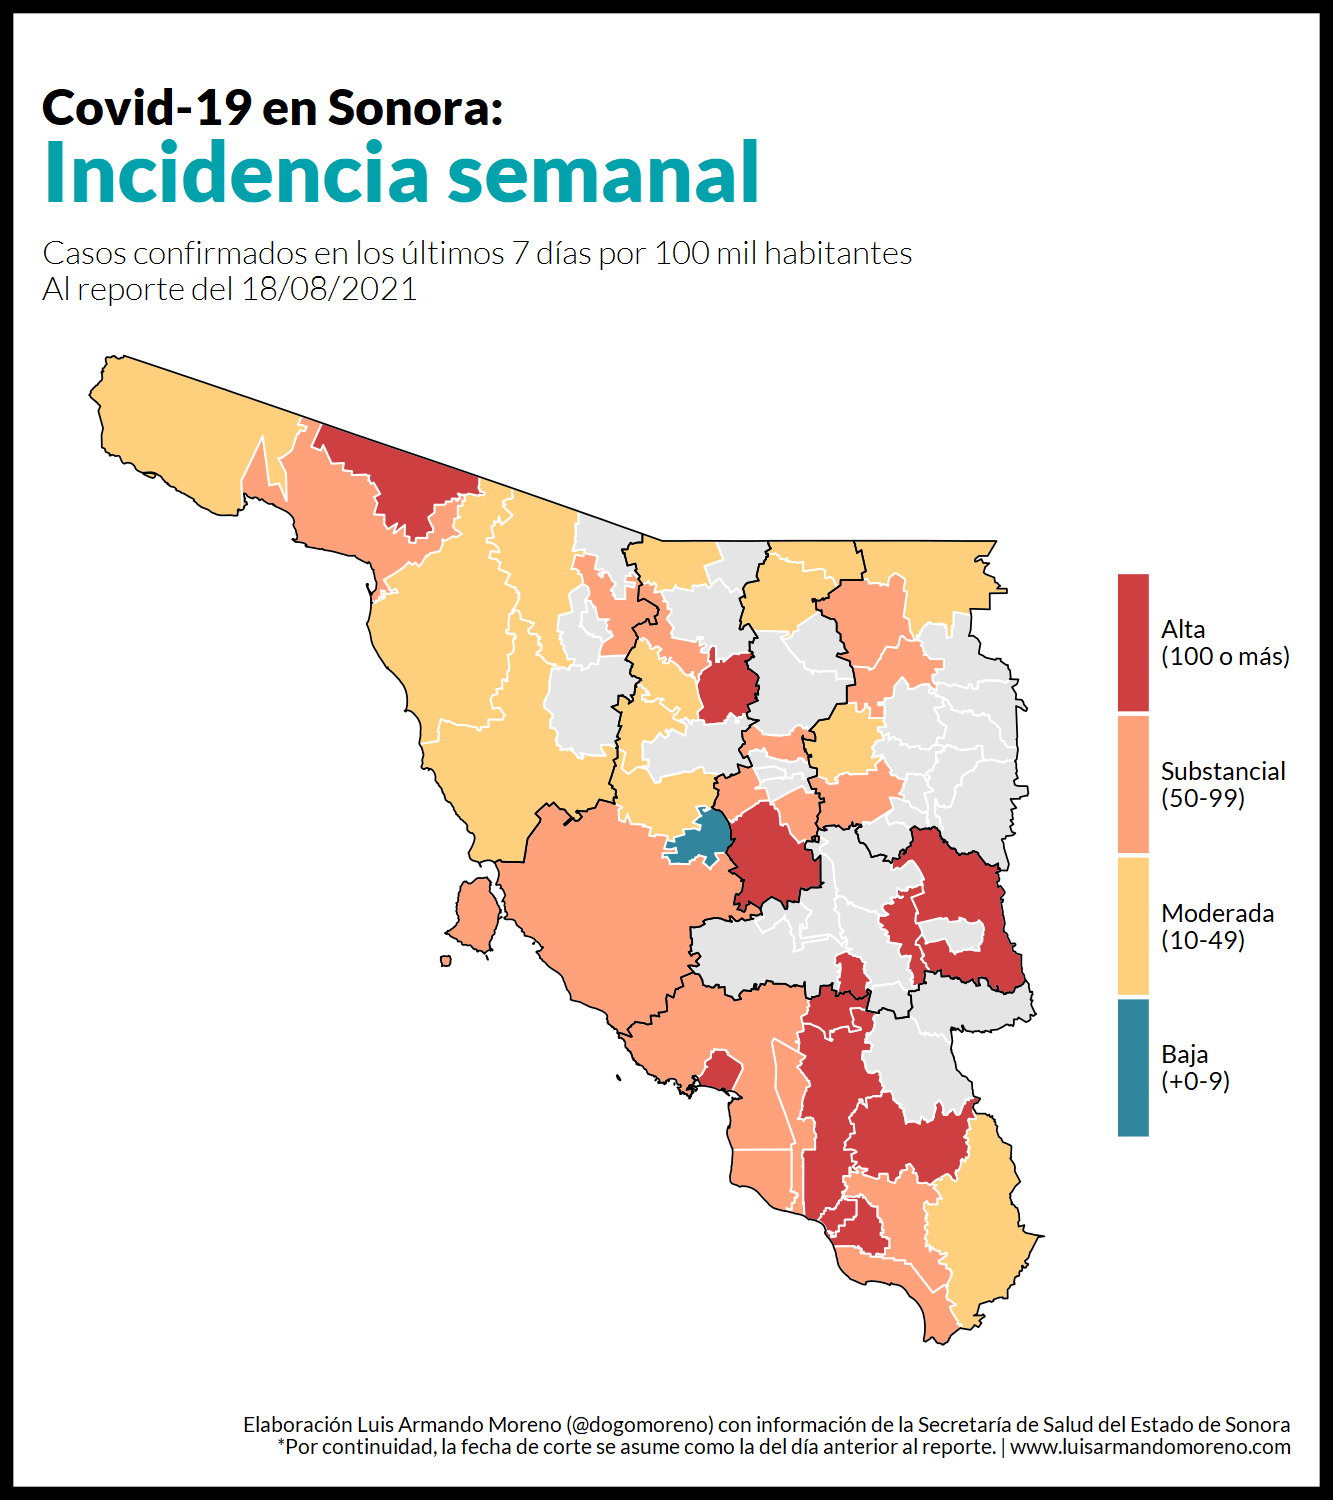 Covid-19 en Sonora:
Incidencia semanal
Casos confirmados en los últimos 7 días por 100 mil habitantes
Al reporte del 18/08/2021
Alta
(100 o más)
Substancial
(50-99)
Moderada
(10-49)
Baja
(+0-9)
Elaboración Luis Armando Moreno (@dogomoreno) con información de la Secretaría de Salud del Estado de Sonora
*Por continuidad, la fecha de corte se asume como la del día anterior al reporte. | www.luisarmandomoreno.com